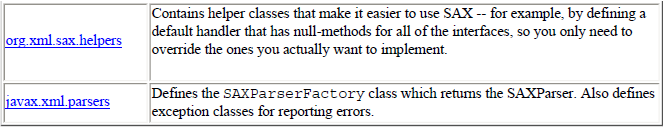 org.xml.sax.helpers
Contains helper classes that make it easier to use SAX -- for example, by defining a
default handler that has null-methods for all of the interfaces, so you only need to
override the ones you actually want to implement.
javax.xml.parsers
Defines the SAXParserFactory class which returns the SAXParser. Also defines
exception classes for reporting errors.